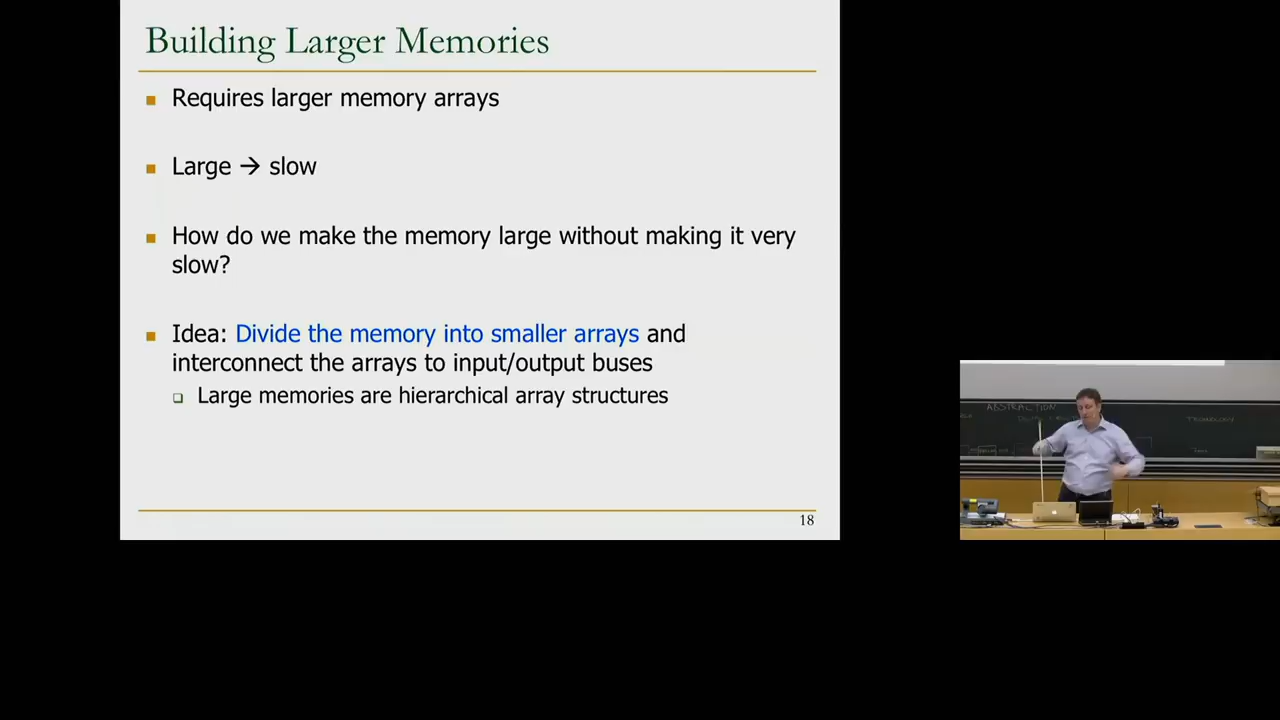 Building Larger Memories
Requires larger memory arrays
Large → slow
How do we make the memory large without making it very
slow?
Idea: Divide the memory into smaller arrays and
interconnect the arrays to input/output buses
Large memories are hierarchical array structures
18
ABSTRACTION